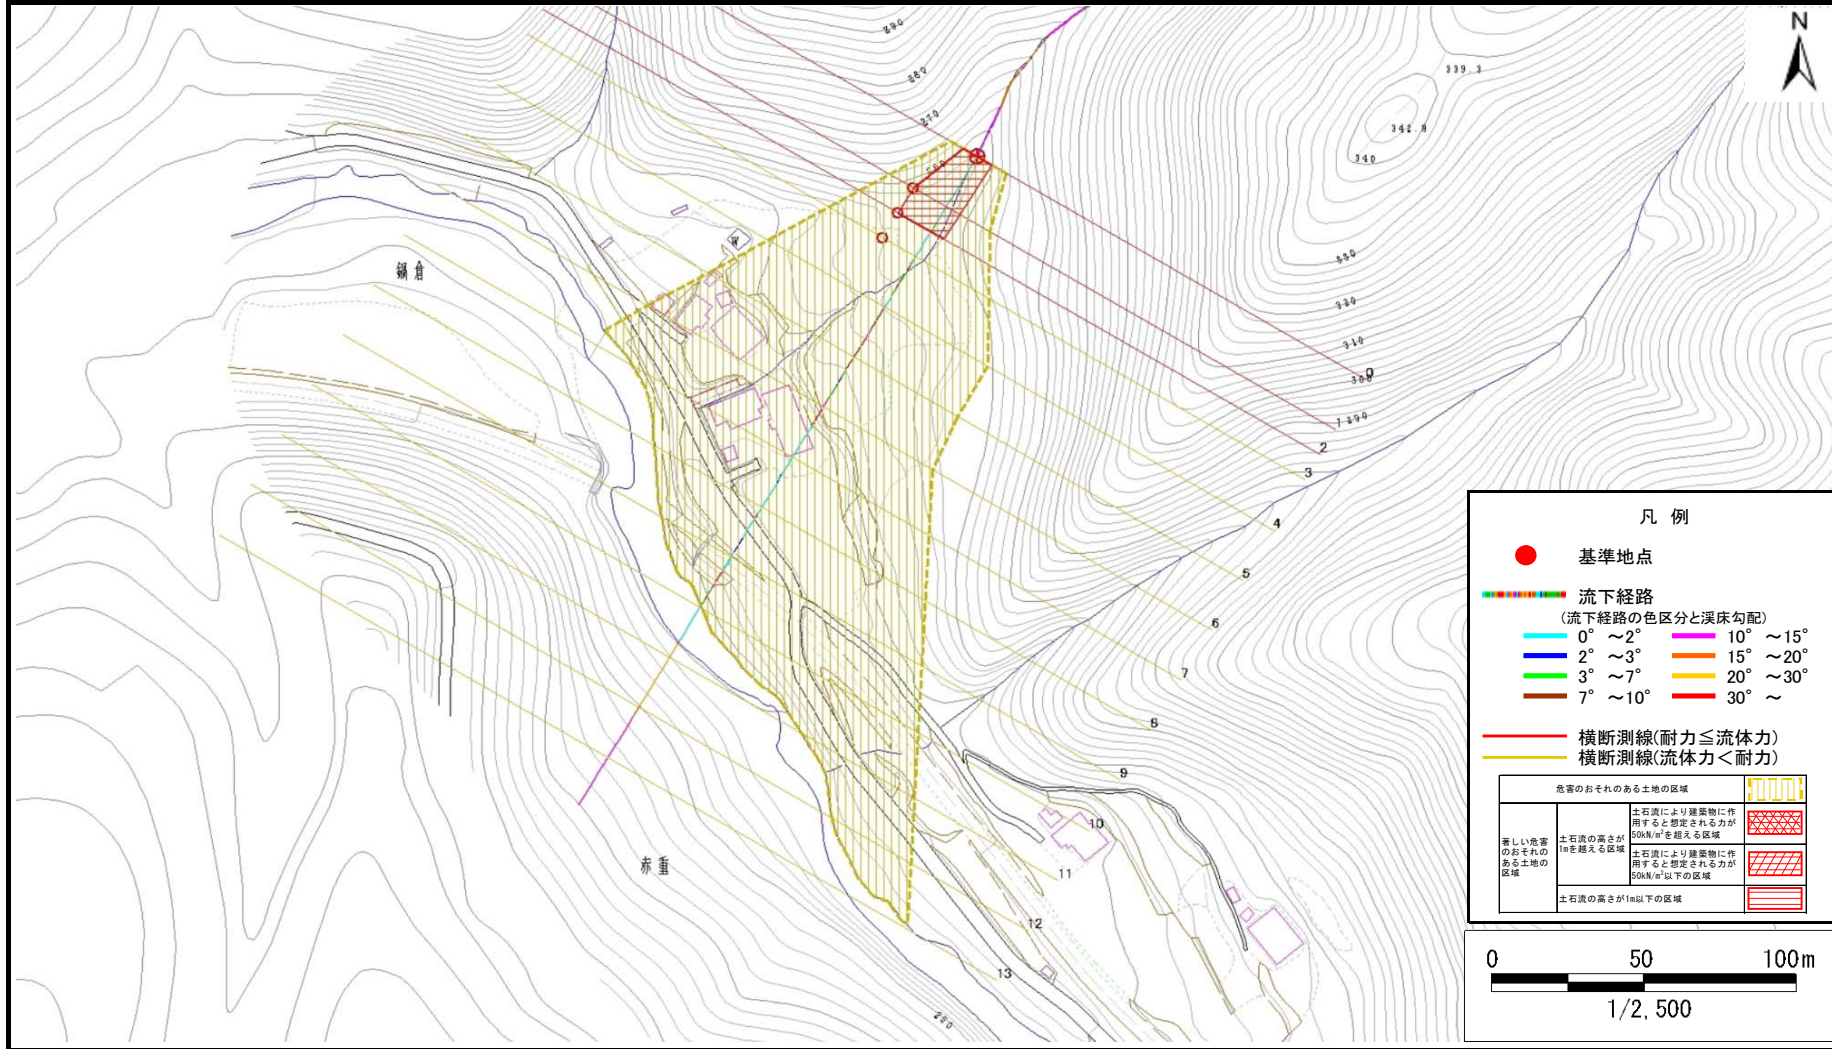 N
290
280
270
339.3
341.8
340
鍋倉
W
330
320
310
300
0
1
290
2
3
4
5
6
7
8
9
10
11
12
13
赤重
250
凡 例
基準地点
流下経路
(流下経路の色区分と渓床勾配)
0° ～2° 10° ～15°
2° ～3° 15° ～20°
3° ～7° 20° ～30°
7° ～10° 30° ～
横断測線(耐力≦流体力)
横断測線(流体力＜耐力)
危害のおそれのある土地の区域
著しい危害
のおそれの
ある土地の
区域
土石流の高さが
1mを越える区域
土石流により建築物に作
用すると想定される力が
50kN/m²を超える区域
土石流により建築物に作
用すると想定される力が
50kN/m²以下の区域
土石流の高さが1m以下の区域
0 50 100m
1/2,500